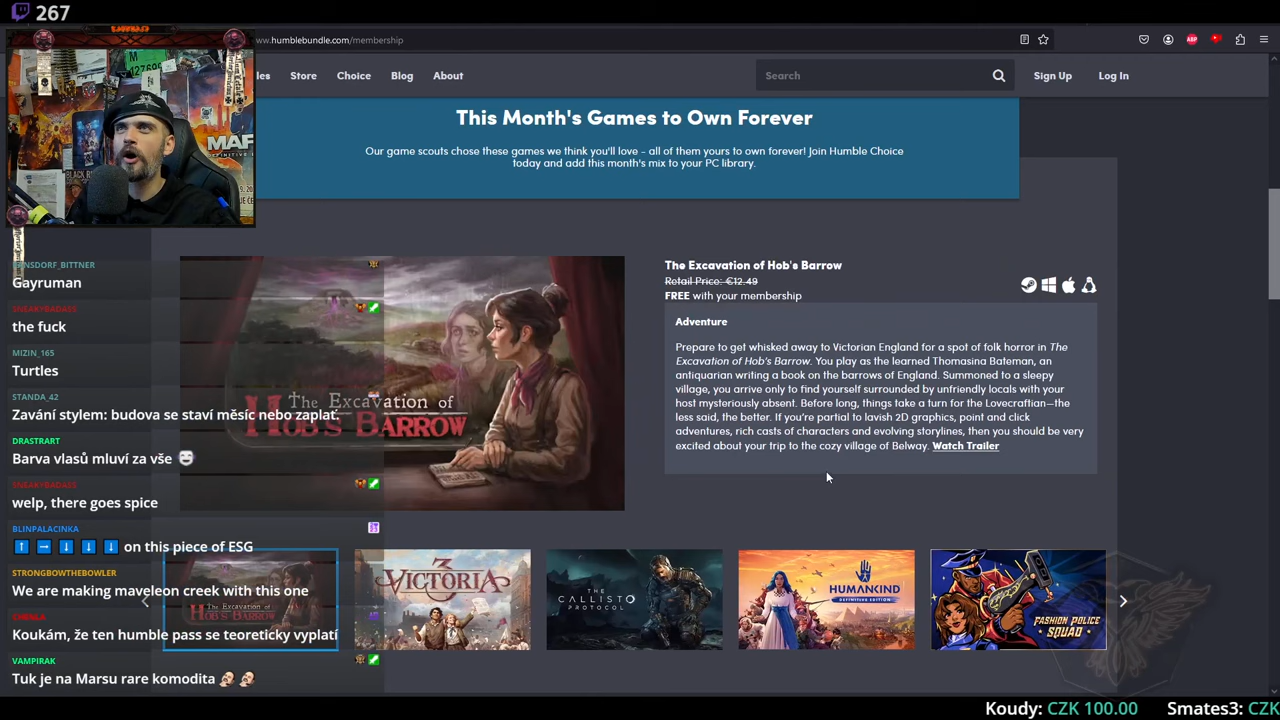 267
www.humblebundle.com/membership
les Store Choice Blog About Search Sign Up Log In
This Month's Games to Own Forever
Our game scouts chose these games we think you'll love - all of them yours to own forever! Join Humble Choice
today and add this month's mix to your PC library.
The Excavation of Hob's Barrow
Retail Price: €12.49
FREE with your membership
Adventure
Prepare to get whisked away to Victorian England for a spot of folk horror in The
Excavation of Hob's Barrow. You play as the learned Thomasina Bateman, an
antiquarian writing a book on the barrows of England. Summoned to a sleepy
village, you arrive only to find yourself surrounded by unfriendly locals with your
host mysteriously absent. Before long, things take a turn for the Lovecraftian—the
less said, the better. If you're partial to lavish 2D graphics, point and click
adventures, rich casts of characters and evolving storylines, then you should be very
excited about your trip to the cozy village of Belway. Watch Trailer
The Excavation of
HOB'S BARROW
Gayruman
SNEAKYBADASS
the fuck
MIZIN_165
Turtles
STANDA_42
Zavání stylem: budova se staví měsíc nebo zaplať.
DRASTRART
Barva vlasů mluví za vše
SNEAKYBADASS
welp, there goes spice
BLINPALACINKA
on this piece of ESG
STRONGBOWTHEBOWLER
We are making maveleon creek with this one
Koukám, že ten humble pass se teoreticky vyplatí
VAMPIRAK
Tuk je na Marsu rare komodita
The Excavation of
HOB'S BARROW
VICTORIA
3
THE
CALLISTO
PROTOCOL
HUMANKIND
DEFINITIVE EDITION
FASHION POLICE
SQUAD
MAF
Koudy: CZK 100.00 Smates3: CZK